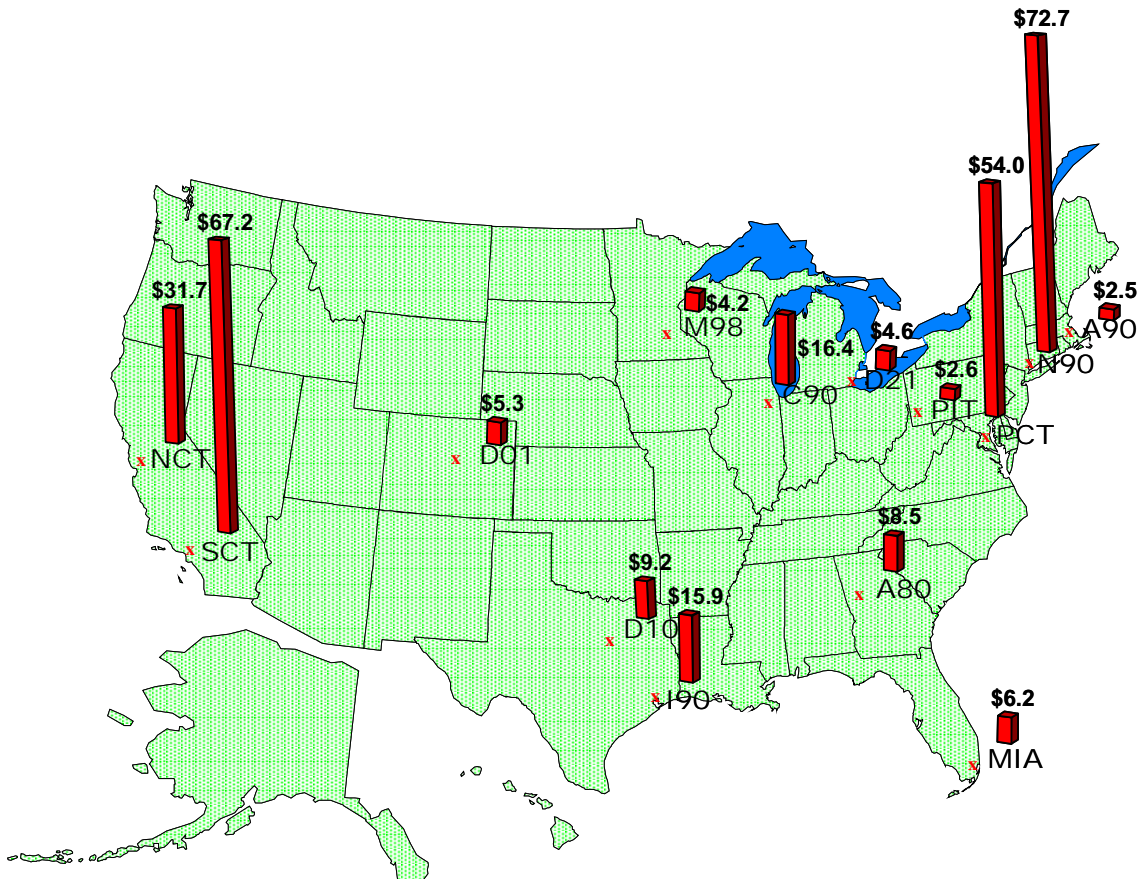 $72.7
$54.0
$67.2
$31.7
$2.5
A90
$4.2
M98
$16.4
C90
$4.6
D21
N90
$2.6
PIT
PCT
$5.3
D01
NCT
SCT
$8.5
A80
$9.2
D10
$15.9
I90
$6.2
MIA
x
x
x
x
x
x
x
x
x
x
x
x
x
x